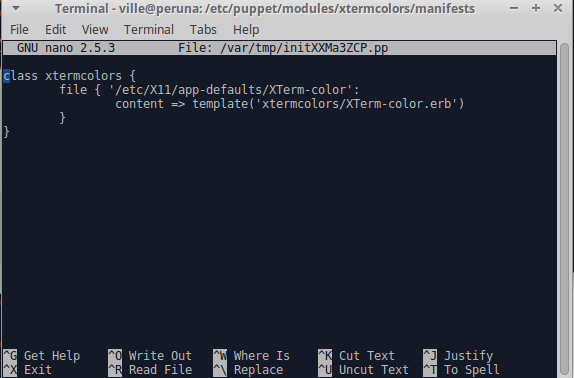 Terminal - ville@peruna: /etc/puppet/modules/xtermcolors/manifests
File Edit View Terminal Tabs Help
GNU nano 2.5.3 File: /var/tmp/initXXMa3ZCP.pp
class xtermcolors {
        file { '/etc/X11/app-defaults/XTerm-color':
                content => template('xtermcolors/XTerm-color.erb')
        }
}
^G Get Help ^O Write Out ^W Where Is ^K Cut Text ^J Justify
^X Exit ^R Read File ^\ Replace ^U Uncut Text ^T To Spell